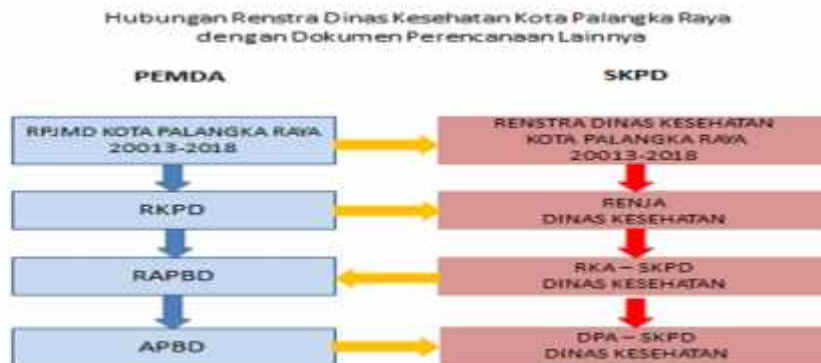 Hubungan Renstra Dinas Kesehatan Kota Palangka Raya
dengan Dokumen Perencanaan Lainnya
PEMDA
SKPD
RPJMD KOTA PALANGKA RAYA
20013-2018
RENSTRA DINAS KESEHATAN
KOTA PALANGKA RAYA
20013-2018
RKPD
RENJA
DINAS KESEHATAN
RAPBD
RKA – SKPD
DINAS KESEHATAN
APBD
DPA – SKPD
DINAS KESEHATAN